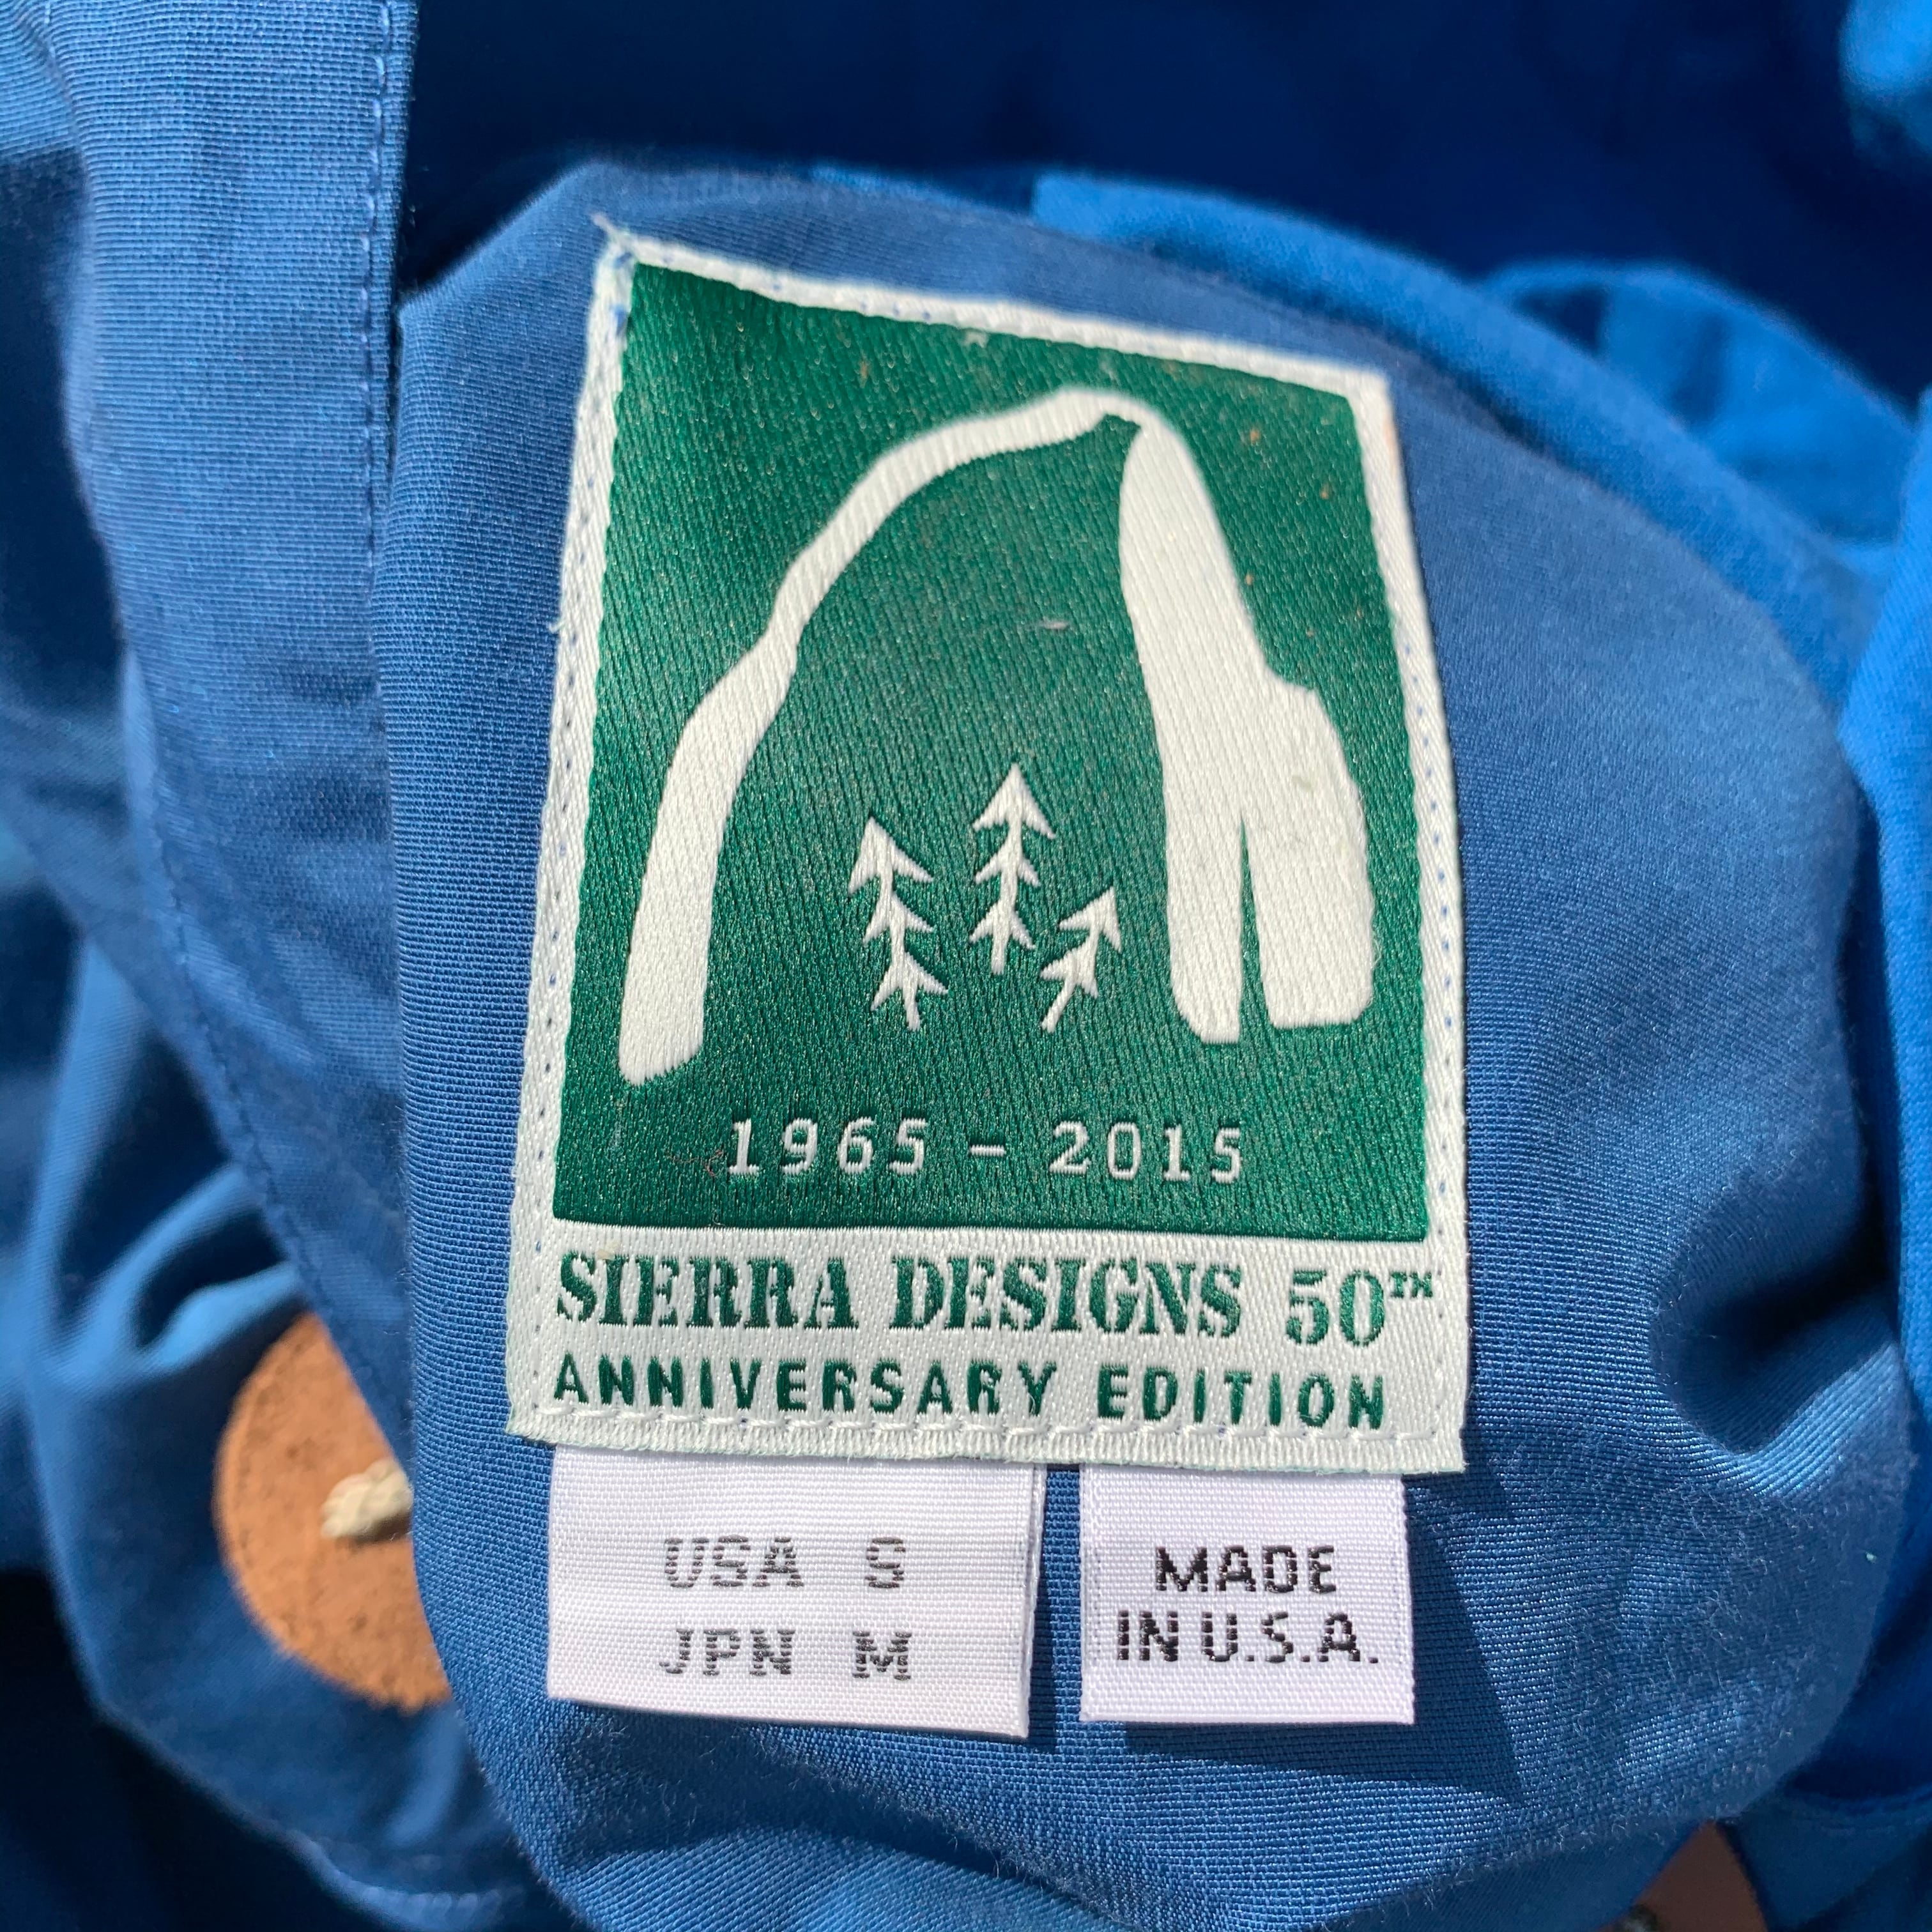 1965 - 2015
SIERRA DESIGNS 50TH
ANNIVERSARY EDITION
USA S
JPN M
MADE
IN U.S.A.